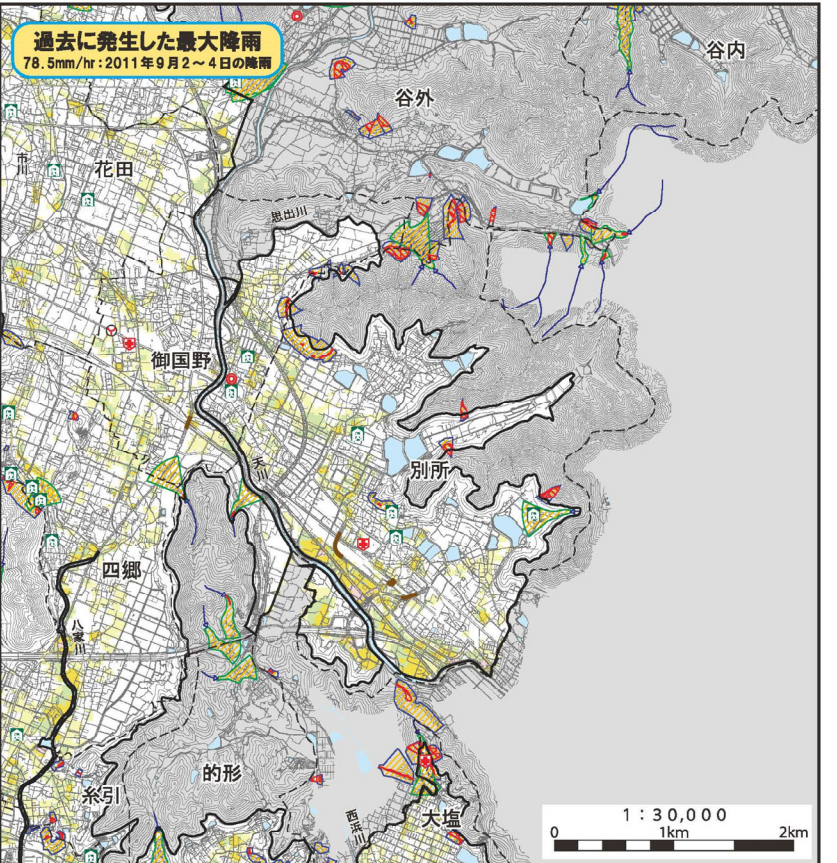 過去に発生した最大降雨
78.5mm/hr:2011年9月2～4日の降雨
谷内
谷外
市川
花田
思出川
御国野
天川
別所
四郷
八家川
的形
糸引
西浜川
大塩
1:30,000
0 1km 2km